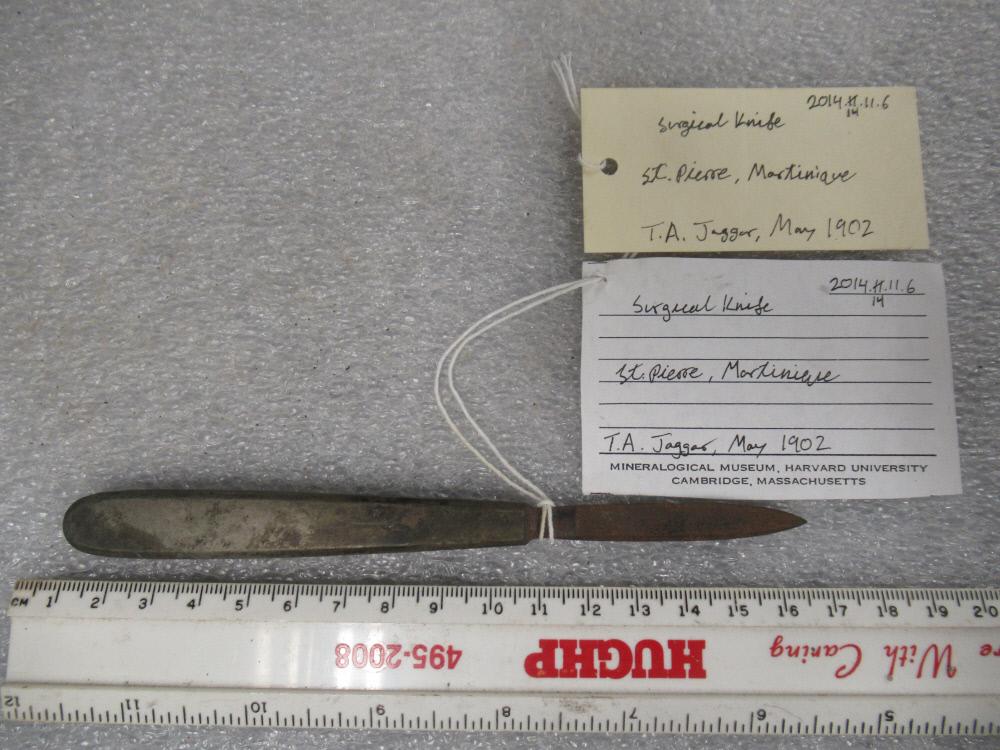 2014.II.11.6
14
Surgical Knife
St. Pierre, Martinique
T.A. Jaggar, May 1902
2014.II.11.6
14
Surgical Knife
St. Pierre, Martinique
T.A. Jaggar, May 1902
MINERALOGICAL MUSEUM, HARVARD UNIVERSITY
CAMBRIDGE, MASSACHUSETTS
CM 1 2 3 4 5 6 7 8 9 10 11 12 13 14 15 16 17 18 19 20
re With Caring HUGHP 495-2008
12 11 10 9 8 7 6 5